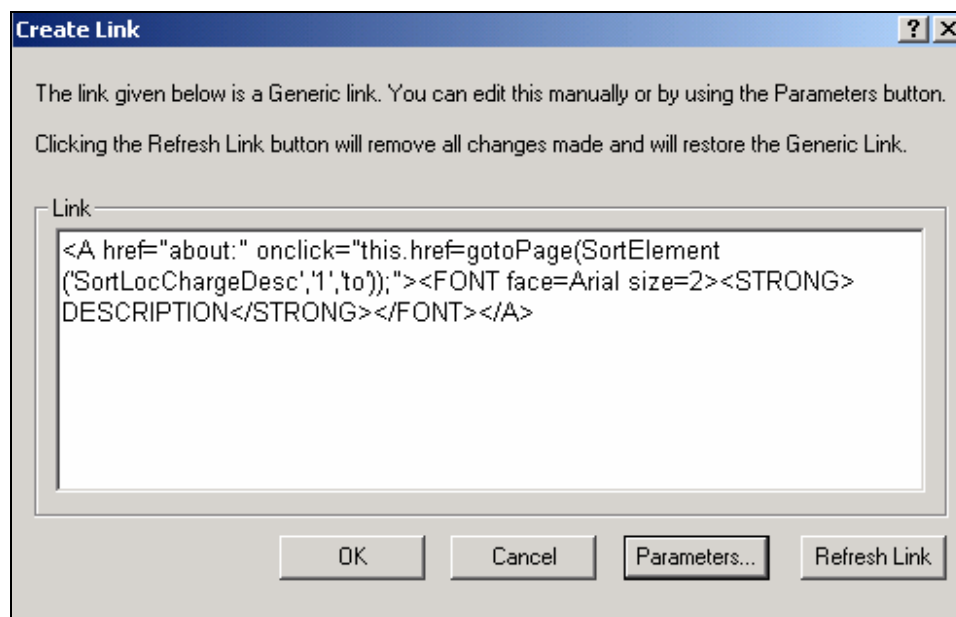 Create Link
The link given below is a Generic link. You can edit this manually or by using the Parameters button.
Clicking the Refresh Link button will remove all changes made and will restore the Generic Link.
Link
<A href="about:" onclick="this.href=gotoPage(SortElement
('SortLocChargeDesc','1','to'));"><FONT face=Arial size=2><STRONG>
DESCRIPTION</STRONG></FONT></A>
OK Cancel Parameters... Refresh Link